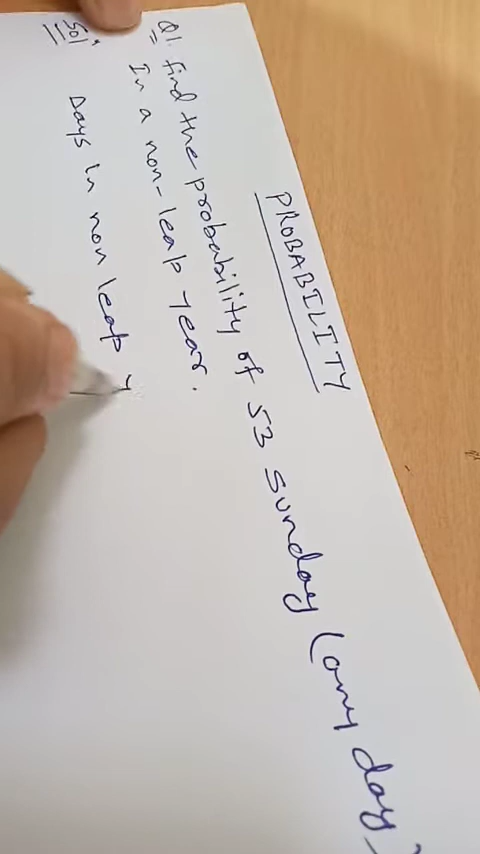 PROBABILITY
Q1. Find the probability of 53 Sunday (any day)
In a non-leap year.
Sol.
Days in non leap y